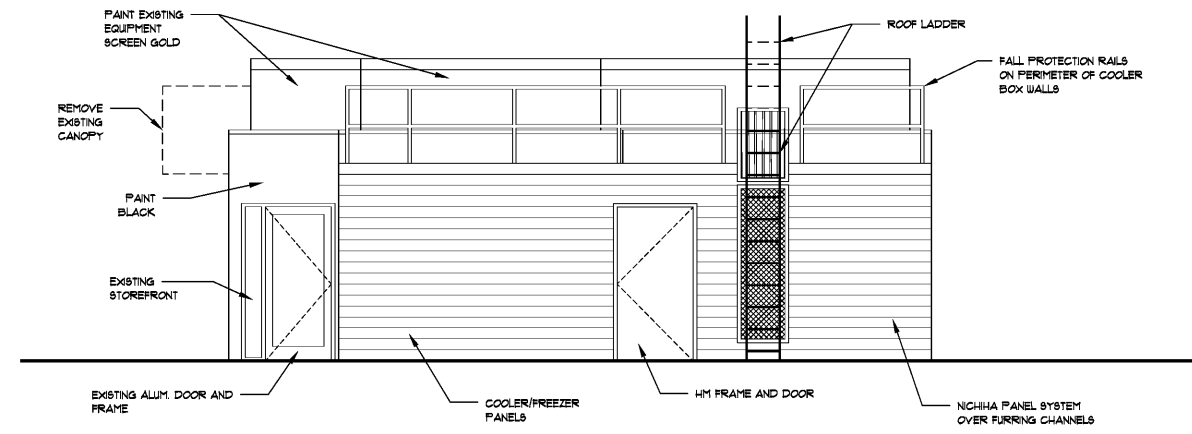 PAINT EXISTING
EQUIPMENT
SCREEN GOLD
ROOF LADDER
FALL PROTECTION RAILS
ON PERIMETER OF COOLER
BOX WALLS
REMOVE
EXISTING
CANOPY
PAINT
BLACK
EXISTING
STOREFRONT
EXISTING ALUM. DOOR AND
FRAME
COOLER/FREEZER
PANELS
HM FRAME AND DOOR
NICHIHA PANEL SYSTEM
OVER FURRING CHANNELS